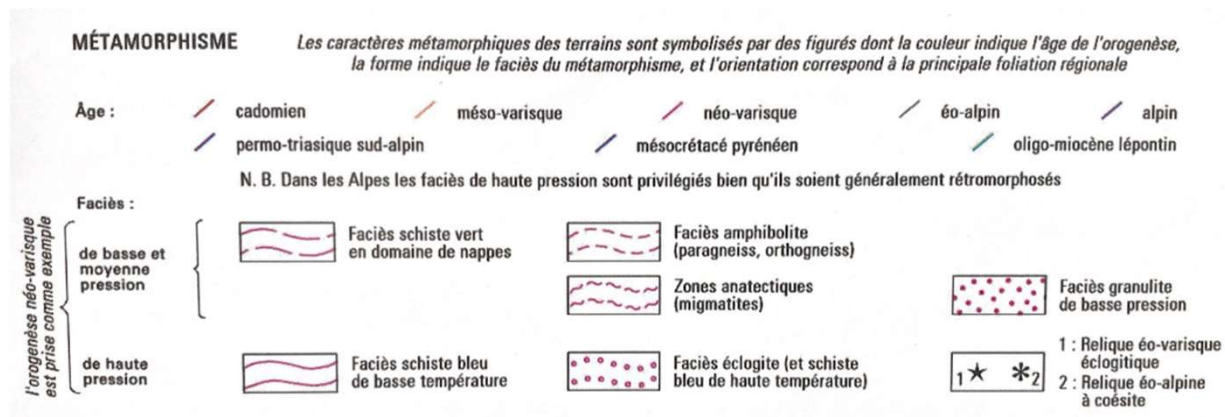 MÉTAMORPHISME
Les caractères métamorphiques des terrains sont symbolisés par des figurés dont la couleur indique l'âge de l'orogenèse,
la forme indique le faciès du métamorphisme, et l'orientation correspond à la principale foliation régionale
Âge :
cadomien
méso-varisque
néo-varisque
éo-alpin
alpin
permo-triasique sud-alpin
mésocrétacé pyrénéen
oligo-miocène lépontin
N. B. Dans les Alpes les faciès de haute pression sont privilégiés bien qu'ils soient généralement rétromorphosés
Faciès :
l'orogenèse néo-varisque
est prise comme exemple
de basse et
moyenne
pression
Faciès schiste vert
en domaine de nappes
Faciès amphibolite
(paragneiss, orthogneiss)
Zones anatectiques
(migmatites)
Faciès granulite
de basse pression
de haute
pression
Faciès schiste bleu
de basse température
Faciès éclogite (et schiste
bleu de haute température)
1 2
1 : Relique éo-varisque
éclogitique
2 : Relique éo-alpine
à coésite